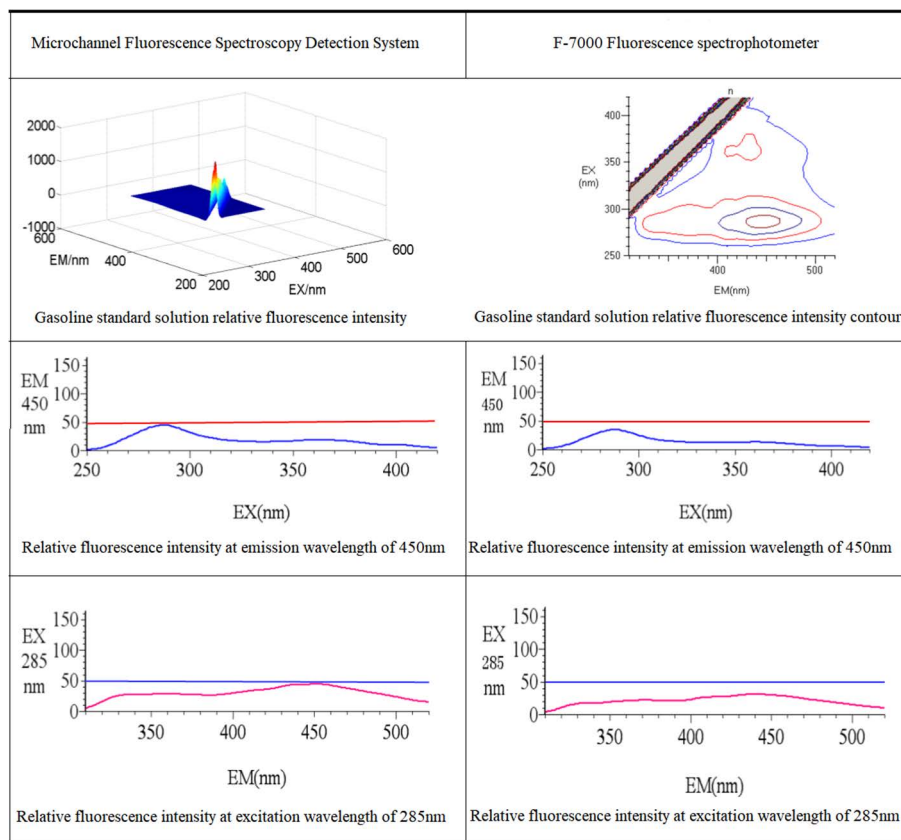 Microchannel Fluorescence Spectroscopy Detection System
F-7000 Fluorescence spectrophotometer
2000
1000
0
-1000
600
EM/nm
400
200
200
300
400
500
600
EX/nm
Gasoline standard solution relative fluorescence intensity
n
400
EX
(nm)
350
300
250
400
500
EM(nm)
Gasoline standard solution relative fluorescence intensity contour
EM
450
nm
150
100
50
0
250
300
350
400
EX(nm)
Relative fluorescence intensity at emission wavelength of 450nm
EM
450
nm
150
100
50
0
250
300
350
400
EX(nm)
Relative fluorescence intensity at emission wavelength of 450nm
EX
285
nm
150
100
50
0
350
400
450
500
EM(nm)
Relative fluorescence intensity at excitation wavelength of 285nm
EX
285
nm
150
100
50
0
350
400
450
500
EM(nm)
Relative fluorescence intensity at excitation wavelength of 285nm